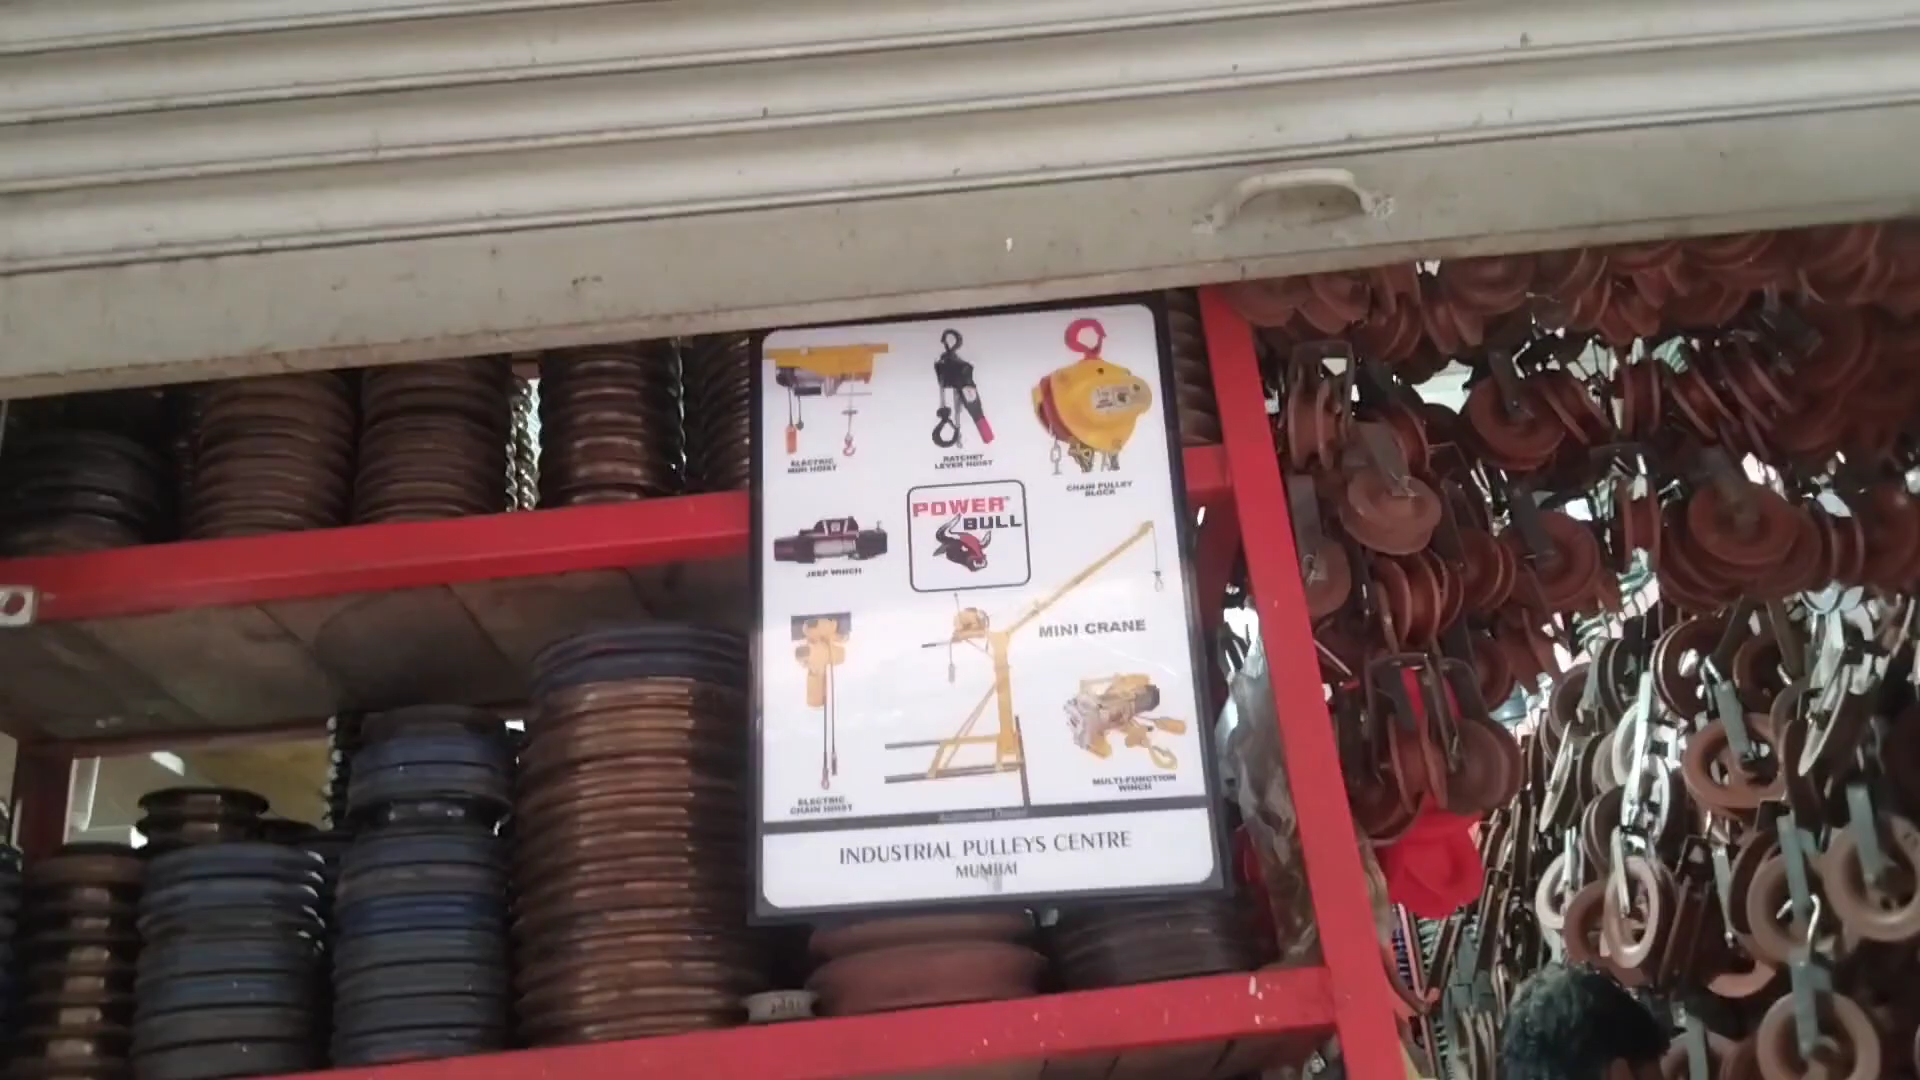 ELECTRIC
MINI HOIST
RATCHET
LEVER HOIST
CHAIN PULLEY
BLOCK
POWER®
BULL
JEEP WINCH
MINI CRANE
ELECTRIC
CHAIN HOIST
MULTI-FUNCTION
WINCH
INDUSTRIAL PULLEYS CENTRE
MUMBAI